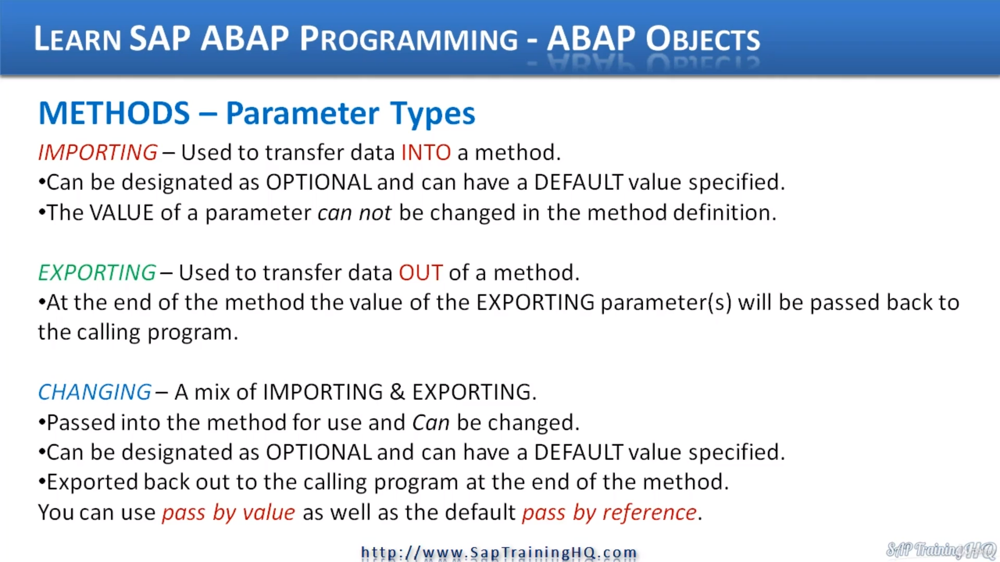 LEARN SAP ABAP PROGRAMMING - ABAP OBJECTS
METHODS – Parameter Types
IMPORTING – Used to transfer data INTO a method.
•Can be designated as OPTIONAL and can have a DEFAULT value specified.
•The VALUE of a parameter can not be changed in the method definition.
EXPORTING – Used to transfer data OUT of a method.
•At the end of the method the value of the EXPORTING parameter(s) will be passed back to
the calling program.
CHANGING – A mix of IMPORTING & EXPORTING.
•Passed into the method for use and Can be changed.
•Can be designated as OPTIONAL and can have a DEFAULT value specified.
•Exported back out to the calling program at the end of the method.
You can use pass by value as well as the default pass by reference.
http://www.SapTrainingHQ.com
SAP TrainingHQ